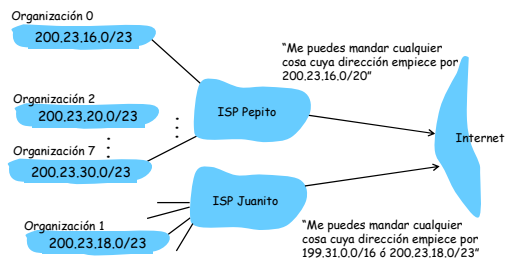 Organización 0
200,23,16,0/23
Organización 2
200,23,20,0/23
Organización 7
200,23,30,0/23
Organización 1
200,23,18,0/23
ISP Pepito
ISP Juanito
“Me puedes mandar cualquier
cosa cuya dirección empiece por
200,23,16,0/20”
Internet
“Me puedes mandar cualquier
cosa cuya dirección empiece por
199,31,0,0/16 ó 200,23,18,0/23”